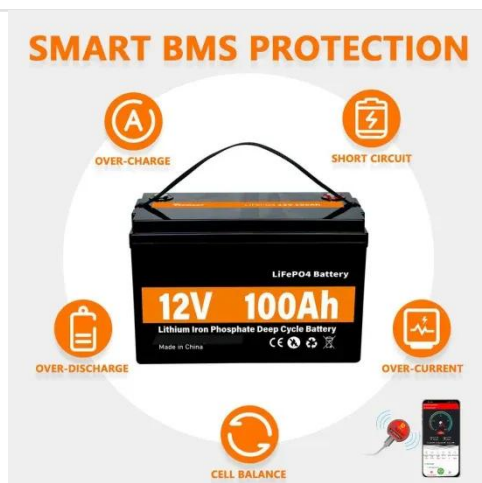 SMART BMS PROTECTION
A
OVER-CHARGE
SHORT CIRCUIT
LiFePO4 Battery
12V 100Ah
Lithium Iron Phosphate Deep Cycle Battery
Made in China
CE
OVER-DISCHARGE
OVER-CURRENT
CELL BALANCE